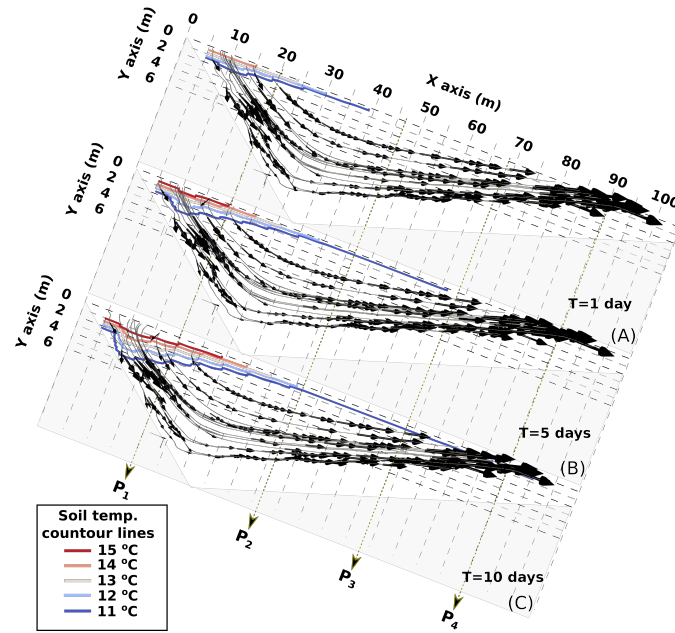 0
10
20
30
40
50
60
70
80
90
100
X axis (m)
Y axis (m)
0
2
4
6
T=1 day
(A)
Y axis (m)
0
2
4
6
T=5 days
(B)
Y axis (m)
0
2
4
6
T=10 days
(C)
P1
P2
P3
P4
Soil temp.
countour lines
15 ºC
14 ºC
13 ºC
12 ºC
11 ºC